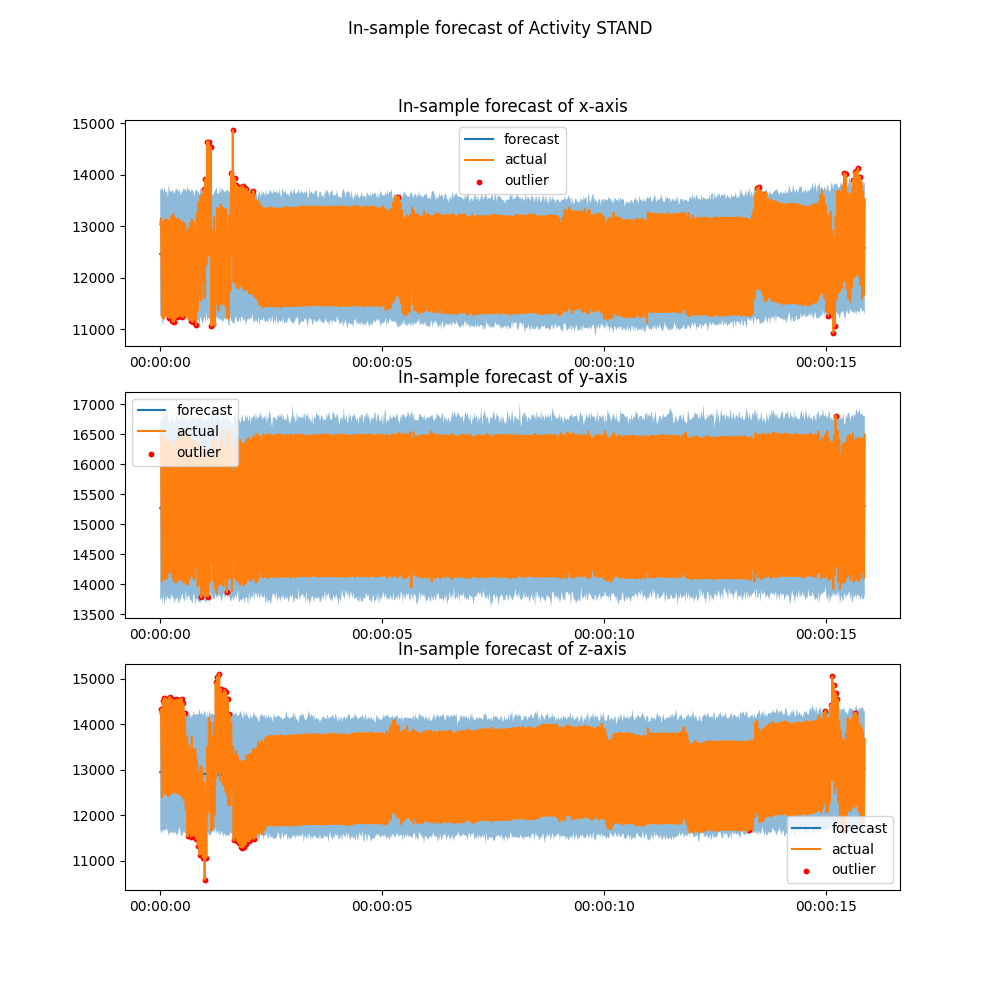 In-sample forecast of Activity STAND
In-sample forecast of x-axis
15000
14000
13000
12000
11000
forecast
actual
outlier
00:00:00 00:00:05 00:00:10 00:00:15
In-sample forecast of y-axis
17000
16500
16000
15500
15000
14500
14000
13500
forecast
actual
outlier
00:00:00 00:00:05 00:00:10 00:00:15
In-sample forecast of z-axis
15000
14000
13000
12000
11000
forecast
actual
outlier
00:00:00 00:00:05 00:00:10 00:00:15